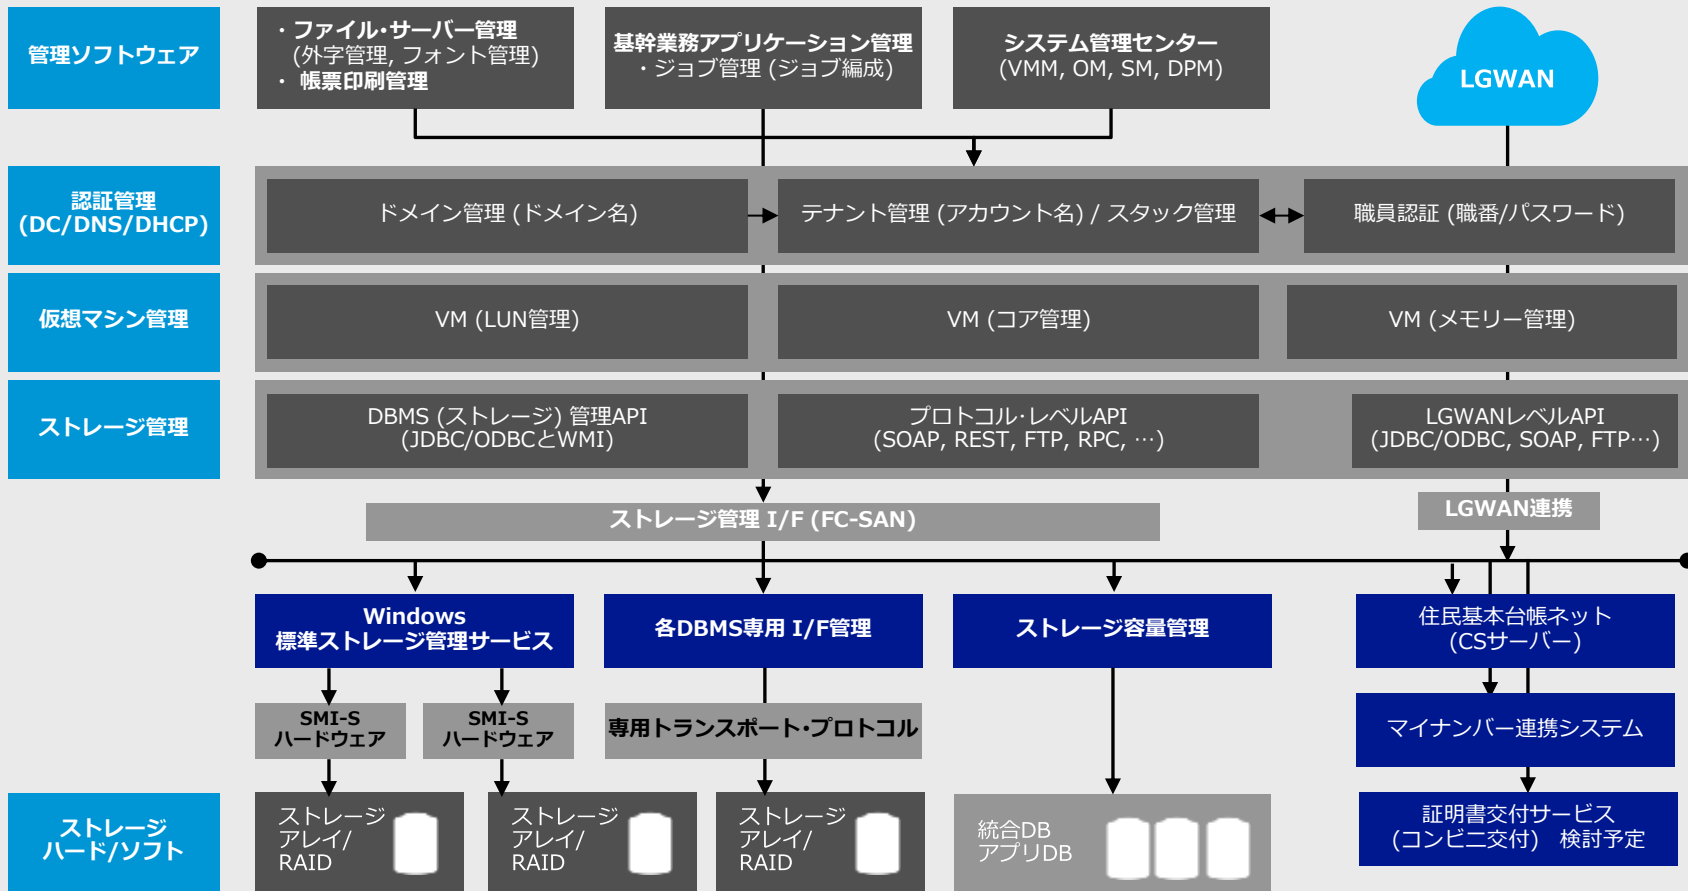 管理ソフトウェア
・ファイル・サーバー管理
(外字管理, フォント管理)
・ 帳票印刷管理
基幹業務アプリケーション管理
・ジョブ管理 (ジョブ編成)
システム管理センター
(VMM, OM, SM, DPM)
LGWAN
認証管理
(DC/DNS/DHCP)
ドメイン管理 (ドメイン名)
テナント管理 (アカウント名) / スタック管理
職員認証 (職番/パスワード)
仮想マシン管理
VM (LUN管理)
VM (コア管理)
VM (メモリー管理)
ストレージ管理
DBMS (ストレージ) 管理API
(JDBC/ODBCとWMI)
プロトコル・レベルAPI
(SOAP, REST, FTP, RPC, …)
LGWANレベルAPI
(JDBC/ODBC, SOAP, FTP…)
ストレージ管理 I/F (FC-SAN)
LGWAN連携
Windows
標準ストレージ管理サービス
各DBMS専用 I/F管理
ストレージ容量管理
住民基本台帳ネット
(CSサーバー)
SMI-S
ハードウェア
SMI-S
ハードウェア
専用トランスポート・プロトコル
マイナンバー連携システム
ストレージ
ハード/ソフト
ストレージ
アレイ/
RAID
ストレージ
アレイ/
RAID
ストレージ
アレイ/
RAID
統合DB
アプリDB
証明書交付サービス
(コンビニ交付)　検討予定